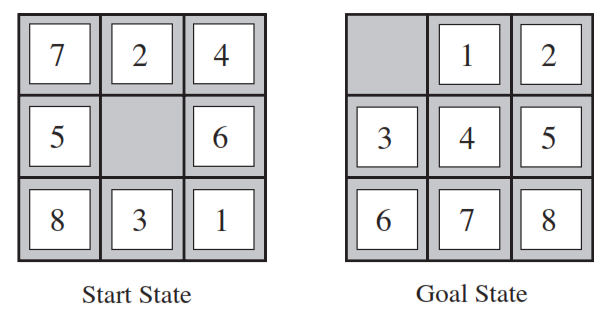 7 2 4
5 6
8 3 1
Start State
1 2
3 4 5
6 7 8
Goal State